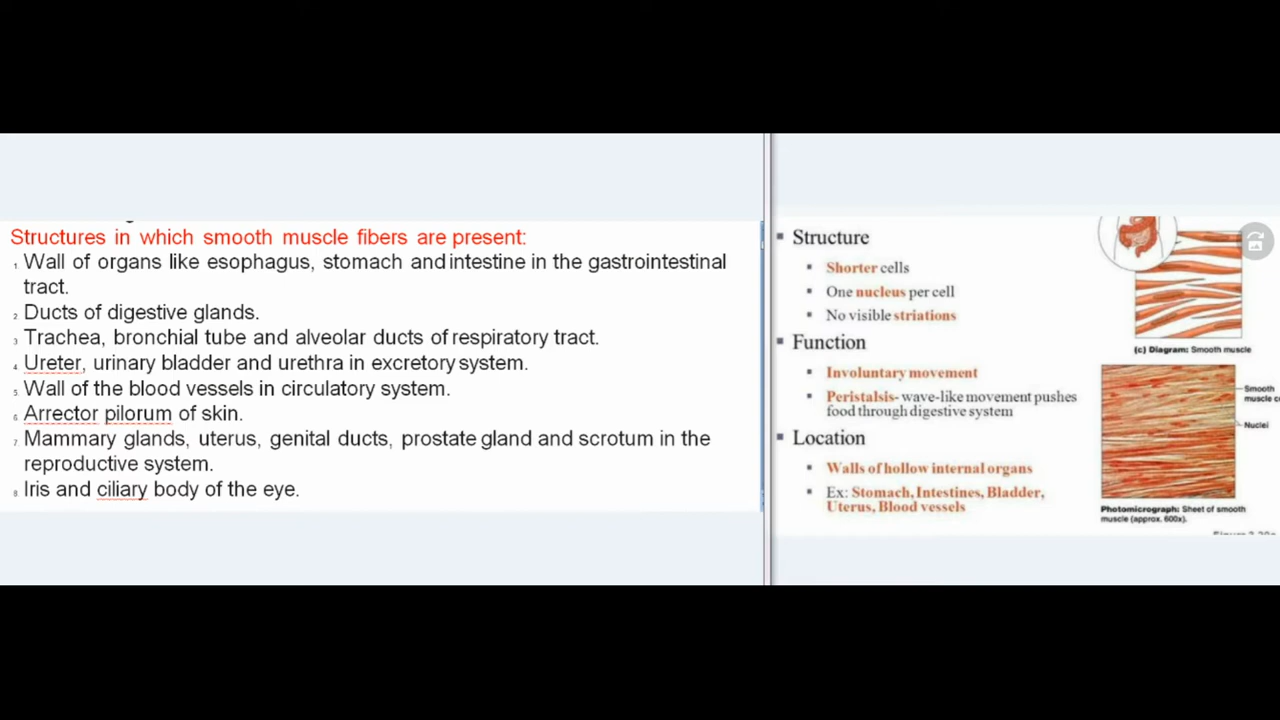 Structures in which smooth muscle fibers are present:
1. Wall of organs like esophagus, stomach and intestine in the gastrointestinal
tract.
2. Ducts of digestive glands.
3. Trachea, bronchial tube and alveolar ducts of respiratory tract.
4. Ureter, urinary bladder and urethra in excretory system.
5. Wall of the blood vessels in circulatory system.
6. Arrector pilorum of skin.
7. Mammary glands, uterus, genital ducts, prostate gland and scrotum in the
reproductive system.
8. Iris and ciliary body of the eye.
Structure
Shorter cells
One nucleus per cell
No visible striations
Function
Involuntary movement
Peristalsis- wave-like movement pushes
food through digestive system
Location
Walls of hollow internal organs
Ex: Stomach, Intestines, Bladder,
Uterus, Blood vessels
(c) Diagram: Smooth muscle
Smooth
muscle c
Nuclei
Photomicrograph: Sheet of smooth
muscle (approx. 600x).